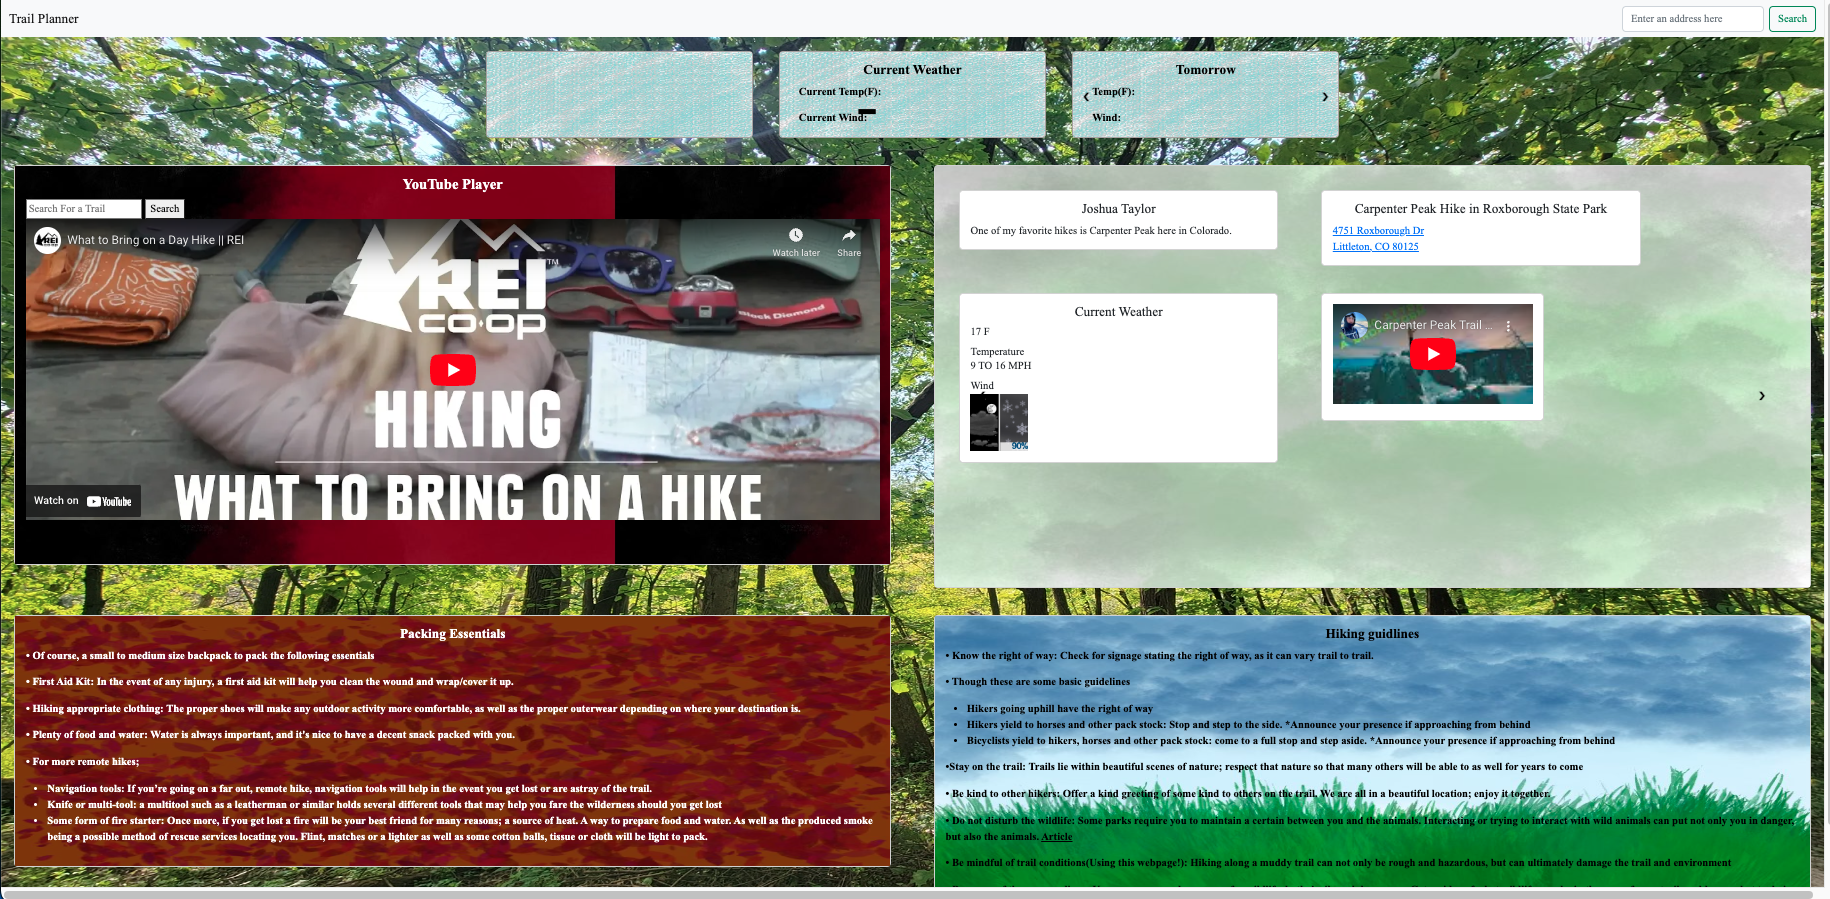 Trail Planner
Enter an address here
Search
Current Weather
Current Temp(F):
Current Wind:
Tomorrow
Temp(F):
Wind:
YouTube Player
Search For a Trail
Search
REI
CO·OP
What to Bring on a Day Hike || REI
Watch later
Share
REI™
CO·OP
Black Diamond
HIKING
WHAT TO BRING ON A HIKE
Watch on YouTube
Joshua Taylor
One of my favorite hikes is Carpenter Peak here in Colorado.
Carpenter Peak Hike in Roxborough State Park
4751 Roxborough Dr
Littleton, CO 80125
Current Weather
17 F
Temperature
9 TO 16 MPH
Wind
90%
Carpenter Peak Trail ...
Packing Essentials
• Of course, a small to medium size backpack to pack the following essentials
• First Aid Kit: In the event of any injury, a first aid kit will help you clean the wound and wrap/cover it up.
• Hiking appropriate clothing: The proper shoes will make any outdoor activity more comfortable, as well as the proper outerwear depending on where your destination is.
• Plenty of food and water: Water is always important, and it's nice to have a decent snack packed with you.
• For more remote hikes;
• Navigation tools: If you're going on a far out, remote hike, navigation tools will help in the event you get lost or are astray of the trail.
• Knife or multi-tool: a multitool such as a leatherman or similar holds several different tools that may help you fare the wilderness should you get lost
• Some form of fire starter: Once more, if you get lost a fire will be your best friend for many reasons; a source of heat. A way to prepare food and water. As well as the produced smoke
being a possible method of rescue services locating you. Flint, matches or a lighter as well as some cotton balls, tissue or cloth will be light to pack.
Hiking guidlines
• Know the right of way: Check for signage stating the right of way, as it can vary trail to trail.
• Though these are some basic guidelines
• Hikers going uphill have the right of way
• Hikers yield to horses and other pack stock: Stop and step to the side. *Announce your presence if approaching from behind
• Bicyclists yield to hikers, horses and other pack stock: come to a full stop and step aside. *Announce your presence if approaching from behind
•Stay on the trail: Trails lie within beautiful scenes of nature; respect that nature so that many others will be able to as well for years to come
• Be kind to other hikers: Offer a kind greeting of some kind to others on the trail, We are all in a beautiful location; enjoy it together.
• Do not disturb the wildlife: Some parks require you to maintain a certain between you and the animals. Interacting or trying to interact with wild animals can put not only you in danger,
but also the animals. Article
• Be mindful of trail conditions(Using this webpage!): Hiking along a muddy trail can not only be rough and hazardous, but can ultimately damage the trail and environment